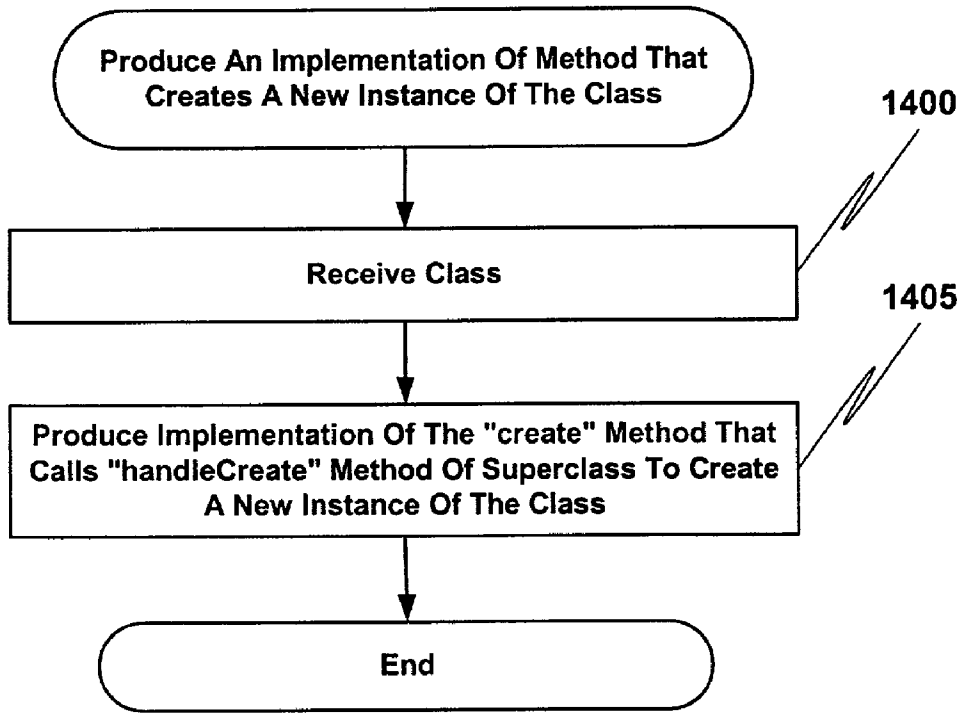 Produce An Implementation Of Method That
Creates A New Instance Of The Class
1400
Receive Class
1405
Produce Implementation Of The "create" Method That
Calls "handleCreate" Method Of Superclass To Create
A New Instance Of The Class
End